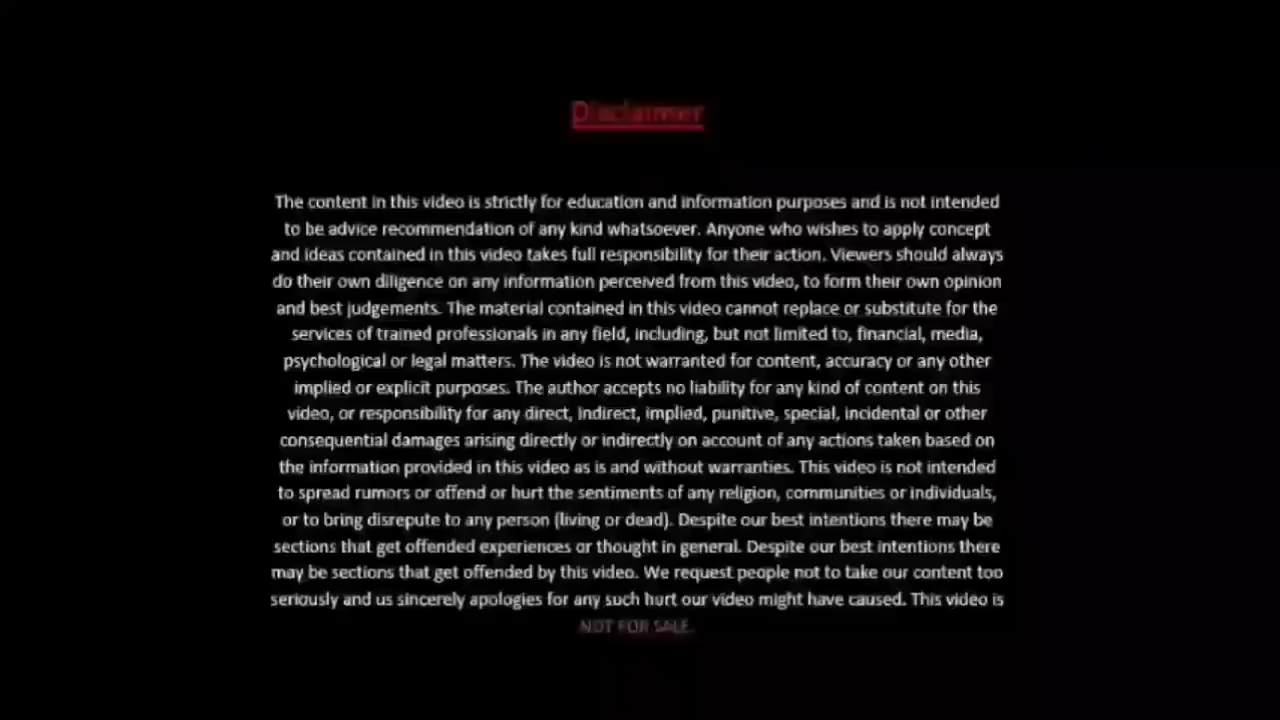 Disclaimer
The content in this video is strictly for education and information purposes and is not intended
to be advice recommendation of any kind whatsoever. Anyone who wishes to apply concept
and ideas contained in this video takes full responsibility for their action. Viewers should always
do their own diligence on any information perceived from this video, to form their own opinion
and best judgements. The material contained in this video cannot replace or substitute for the
services of trained professionals in any field, including, but not limited to, financial, media,
psychological or legal matters. The video is not warranted for content, accuracy or any other
implied or explicit purposes. The author accepts no liability for any kind of content on this
video, or responsibility for any direct, indirect, implied, punitive, special, incidental or other
consequential damages arising directly or indirectly on account of any actions taken based on
the information provided in this video as is and without warranties. This video is not intended
to spread rumors or offend or hurt the sentiments of any religion, communities or individuals,
or to bring disrepute to any person (living or dead). Despite our best intentions there may be
sections that get offended experiences or thought in general. Despite our best intentions there
may be sections that get offended by this video. We request people not to take our content too
seriously and us sincerely apologies for any such hurt our video might have caused. This video is
NOT FOR SALE.